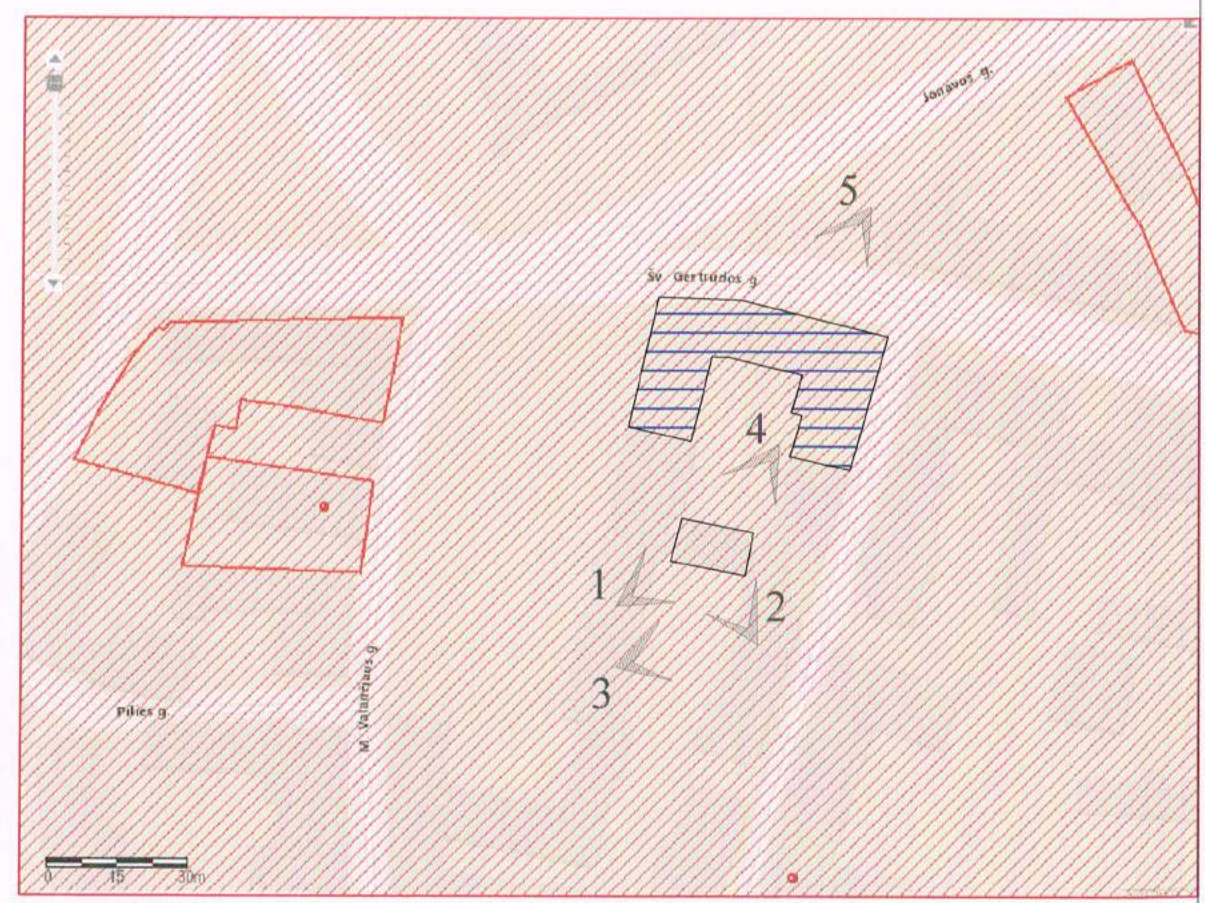 Jonavos g.
5
Šv. Gertrūdos g.
4
1
2
3
M. Valančiaus g.
Pilies g.
0 15 30m